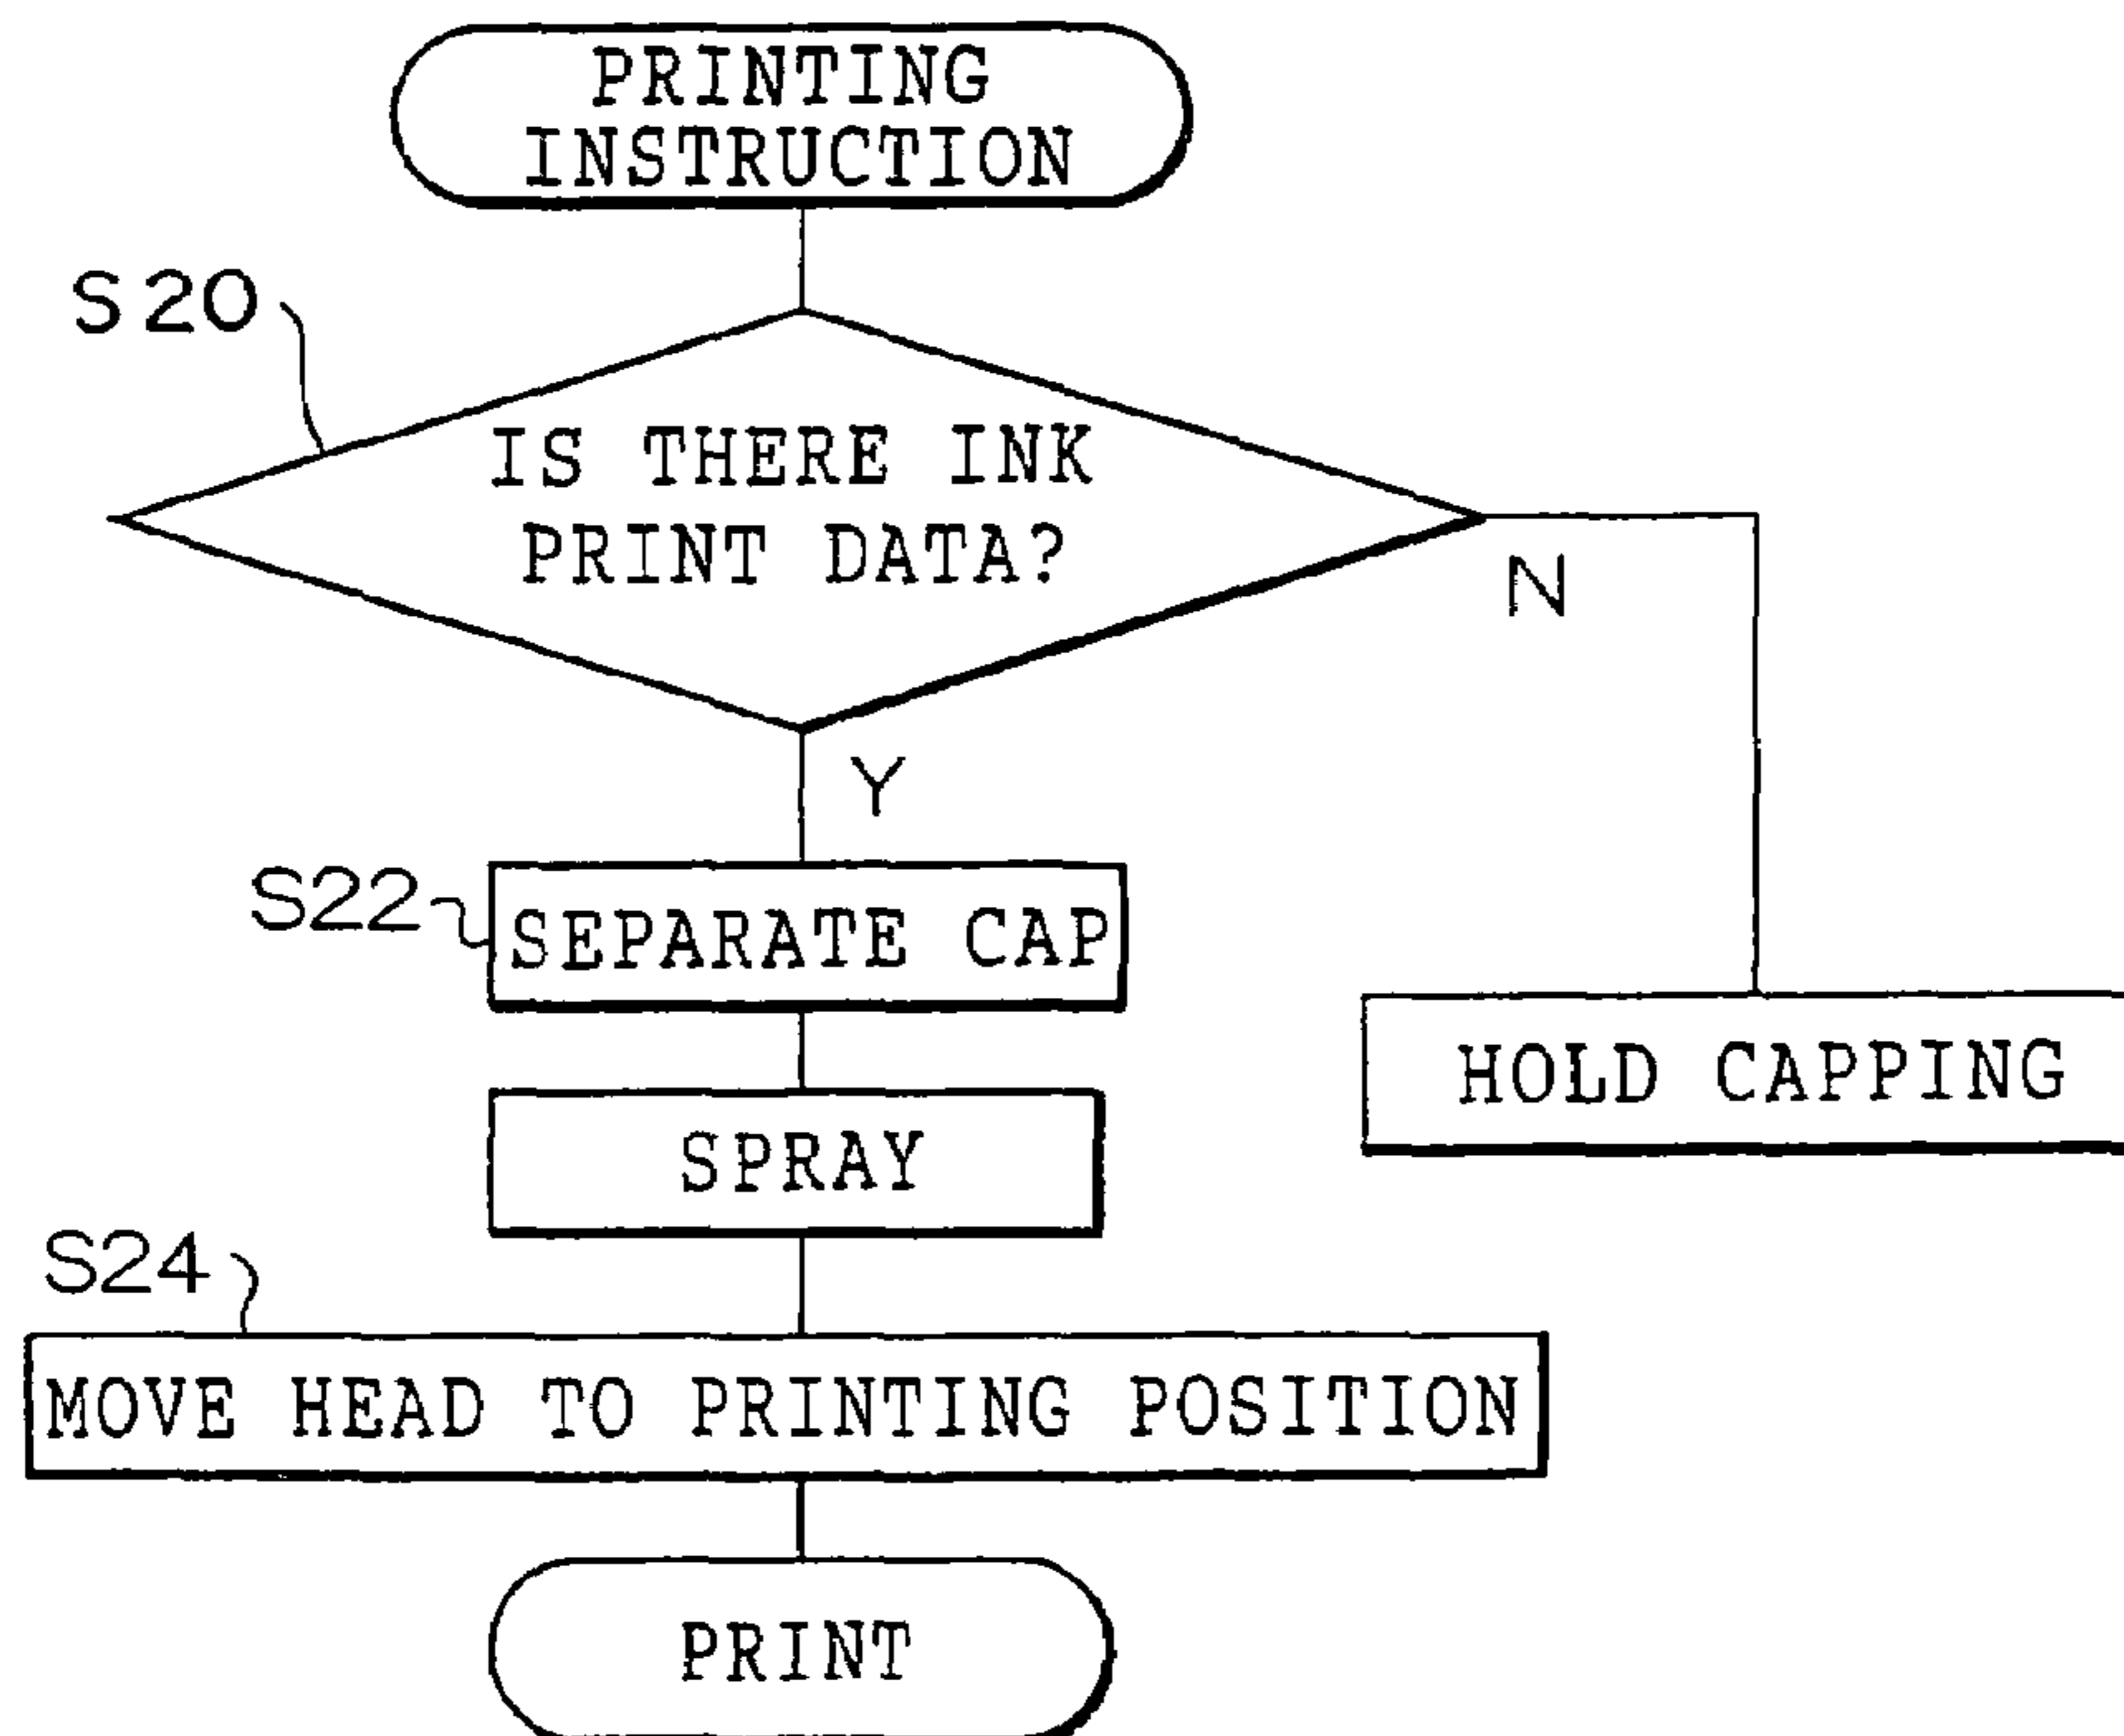 PRINTING
INSTRUCTION
S20
IS THERE INK
PRINT DATA?
N
Y
S22
SEPARATE CAP
HOLD CAPPING
SPRAY
S24
MOVE HEAD TO PRINTING POSITION
PRINT